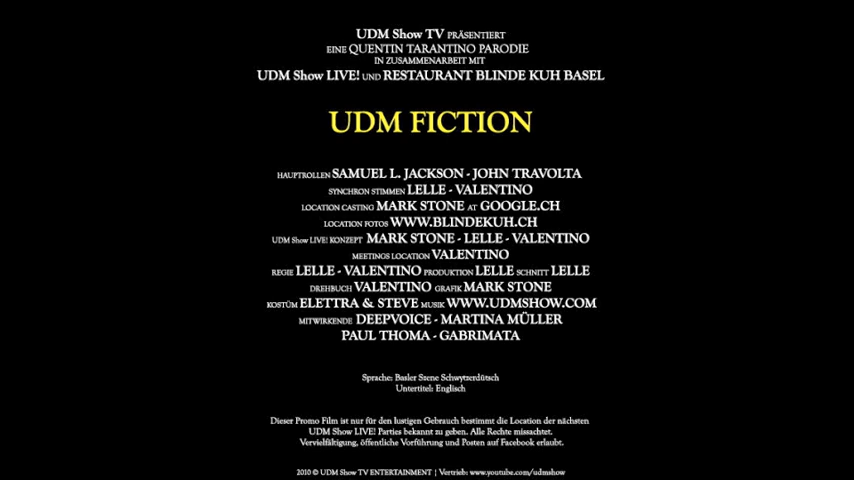 UDM Show TV PRÄSENTIERT
EINE QUENTIN TARANTINO PARODIE
IN ZUSAMMENARBEIT MIT
UDM Show LIVE! UND RESTAURANT BLINDE KUH BASEL
UDM FICTION
HAUPTROLLEN SAMUEL L. JACKSON - JOHN TRAVOLTA
SYNCHRON STIMMEN LELLE - VALENTINO
LOCATION CASTING MARK STONE AT GOOGLE.CH
LOCATION FOTOS WWW.BLINDEKUH.CH
UDM Show LIVE! KONZEPT MARK STONE - LELLE - VALENTINO
MEETINGS LOCATION VALENTINO
REGIE LELLE - VALENTINO PRODUKTION LELLE SCHNITT LELLE
DREHBUCH VALENTINO GRAFIK MARK STONE
KOSTÜM ELETTRA & STEVE MUSIK WWW.UDMSHOW.COM
MITWIRKENDE DEEPVOICE - MARTINA MÜLLER
PAUL THOMA - GABRIMATA
Sprache: Basler Szene Schwytzerdütsch
Untertitel: Englisch
Dieser Promo Film ist nur für den lustigen Gebrauch bestimmt die Location der nächsten
UDM Show LIVE! Parties bekannt zu geben. Alle Rechte missachtet.
Vervielfältigung, öffentliche Vorführung und Posten auf Facebook erlaubt.
2010 © UDM Show TV ENTERTAINMENT | Vertrieb: www.youtube.com/udmshow